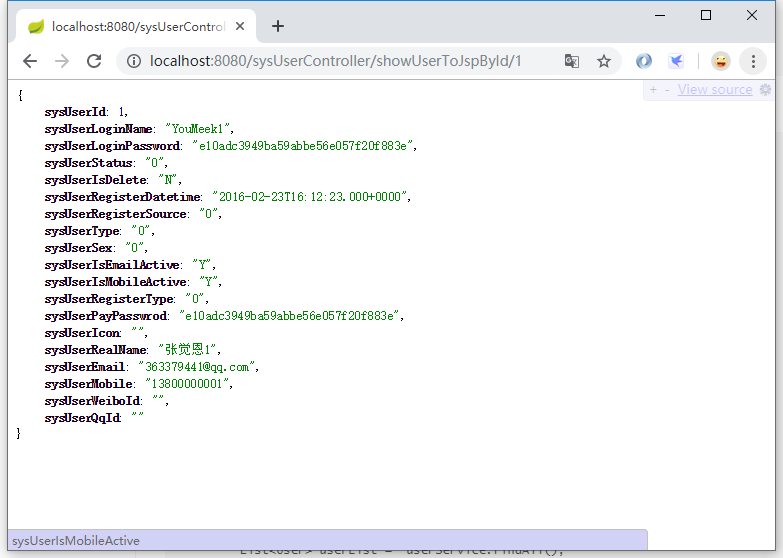 localhost:8080/sysUserControl
localhost:8080/sysUserController/showUserToJspById/1
+ - View source
{
sysUserId: 1,
sysUserLoginName: "YouMeek1",
sysUserLoginPassword: "e10adc3949ba59abbe56e057f20f883e",
sysUserStatus: "0",
sysUserIsDelete: "N",
sysUserRegisterDatetime: "2016-02-23T16:12:23.000+0000",
sysUserRegisterSource: "0",
sysUserType: "0",
sysUserSex: "0",
sysUserIsEmailActive: "Y",
sysUserIsMobileActive: "Y",
sysUserRegisterType: "0",
sysUserPayPasswrod: "e10adc3949ba59abbe56e057f20f883e",
sysUserIcon: "",
sysUserRealName: "张觉恩1",
sysUserEmail: "363379441@qq.com",
sysUserMobile: "13800000001",
sysUserWeiboId: "",
sysUserQqId: ""
}
sysUserIsMobileActive
List<User> userList = userService.findAll();